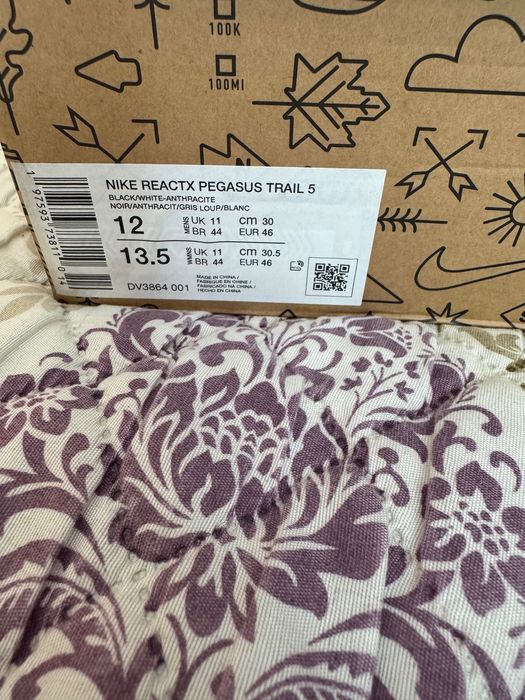 100K
100MI
NIKE REACTX PEGASUS TRAIL 5
BLACK/WHITE-ANTHRACITE
NOIR/ANTHRACIT/GRIS LOUP/BLANC
12 MENS UK 11 cm 30
BR 44 EUR 46
13.5 WMNS UK 11 cm 30.5
BR 44 EUR 46
MADE IN CHINA /
FABRIQUE EN CHINE /
FABRICADO NA CHINA /
HECHO EN CHINA
DV3864 001